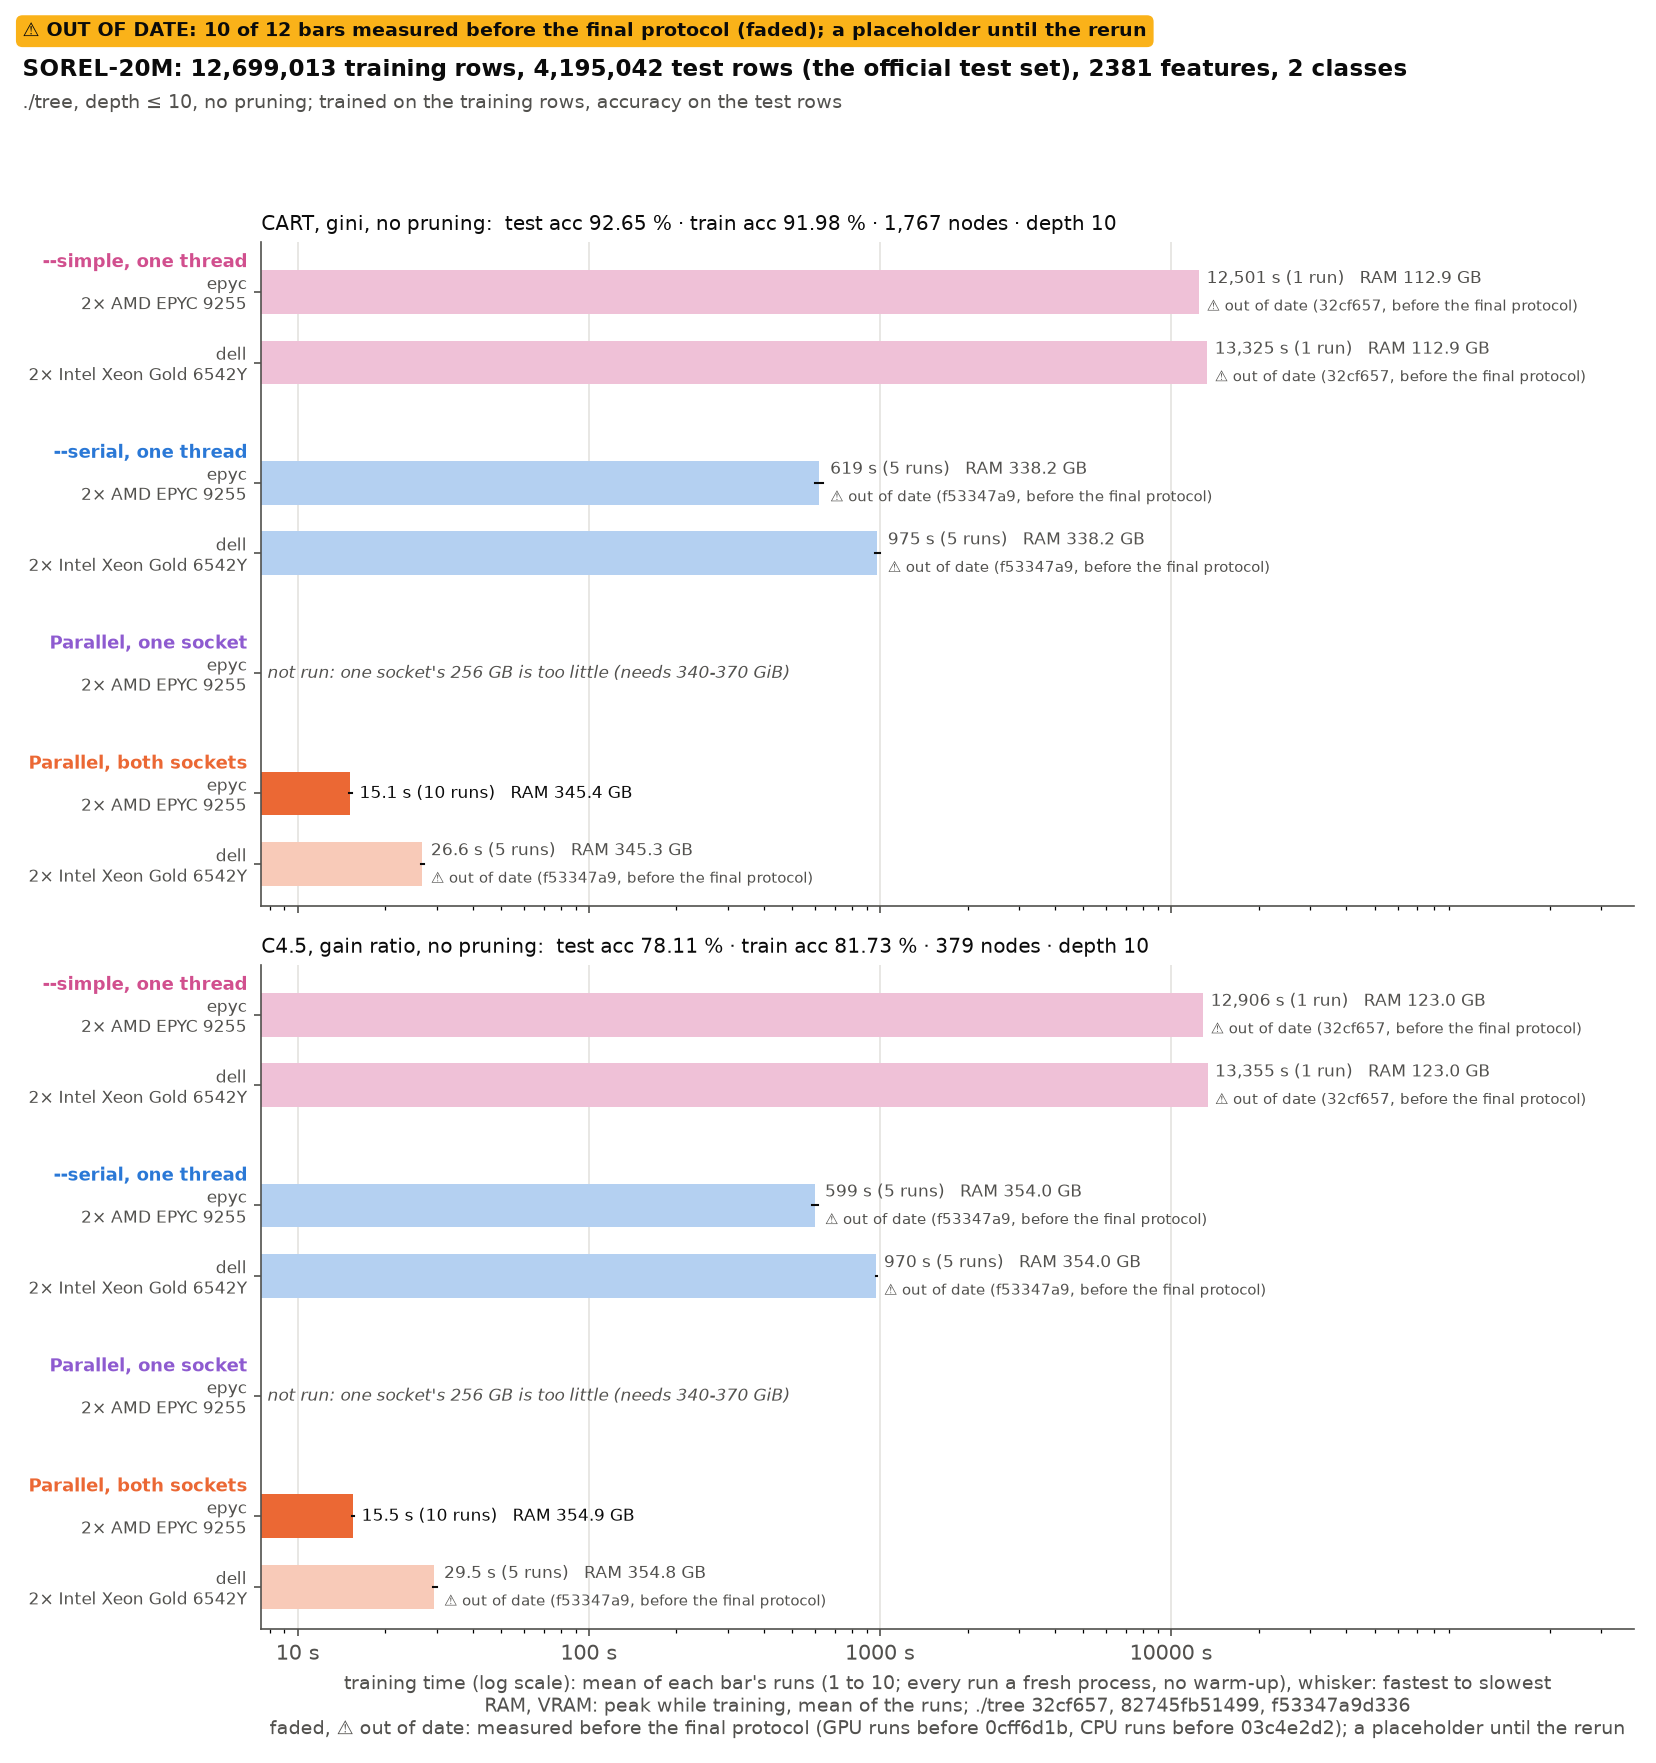 ⚠ OUT OF DATE: 10 of 12 bars measured before the final protocol (faded); a placeholder until the rerun
SOREL-20M: 12,699,013 training rows, 4,195,042 test rows (the official test set), 2381 features, 2 classes
./tree, depth ≤ 10, no pruning; trained on the training rows, accuracy on the test rows
CART, gini, no pruning:  test acc 92.65 % · train acc 91.98 % · 1,767 nodes · depth 10
--simple, one thread
epyc
2× AMD EPYC 9255
12,501 s (1 run)   RAM 112.9 GB
⚠ out of date (32cf657, before the final protocol)
dell
2× Intel Xeon Gold 6542Y
13,325 s (1 run)   RAM 112.9 GB
⚠ out of date (32cf657, before the final protocol)
--serial, one thread
epyc
2× AMD EPYC 9255
619 s (5 runs)   RAM 338.2 GB
⚠ out of date (f53347a9, before the final protocol)
dell
2× Intel Xeon Gold 6542Y
975 s (5 runs)   RAM 338.2 GB
⚠ out of date (f53347a9, before the final protocol)
Parallel, one socket
epyc
2× AMD EPYC 9255
not run: one socket's 256 GB is too little (needs 340-370 GiB)
Parallel, both sockets
epyc
2× AMD EPYC 9255
15.1 s (10 runs)   RAM 345.4 GB
dell
2× Intel Xeon Gold 6542Y
26.6 s (5 runs)   RAM 345.3 GB
⚠ out of date (f53347a9, before the final protocol)
C4.5, gain ratio, no pruning:  test acc 78.11 % · train acc 81.73 % · 379 nodes · depth 10
--simple, one thread
epyc
2× AMD EPYC 9255
12,906 s (1 run)   RAM 123.0 GB
⚠ out of date (32cf657, before the final protocol)
dell
2× Intel Xeon Gold 6542Y
13,355 s (1 run)   RAM 123.0 GB
⚠ out of date (32cf657, before the final protocol)
--serial, one thread
epyc
2× AMD EPYC 9255
599 s (5 runs)   RAM 354.0 GB
⚠ out of date (f53347a9, before the final protocol)
dell
2× Intel Xeon Gold 6542Y
970 s (5 runs)   RAM 354.0 GB
⚠ out of date (f53347a9, before the final protocol)
Parallel, one socket
epyc
2× AMD EPYC 9255
not run: one socket's 256 GB is too little (needs 340-370 GiB)
Parallel, both sockets
epyc
2× AMD EPYC 9255
15.5 s (10 runs)   RAM 354.9 GB
dell
2× Intel Xeon Gold 6542Y
29.5 s (5 runs)   RAM 354.8 GB
⚠ out of date (f53347a9, before the final protocol)
10 s   100 s   1000 s   10000 s
training time (log scale): mean of each bar's runs (1 to 10; every run a fresh process, no warm-up), whisker: fastest to slowest
RAM, VRAM: peak while training, mean of the runs; ./tree 32cf657, 82745fb51499, f53347a9d336
faded, ⚠ out of date: measured before the final protocol (GPU runs before 0cff6d1b, CPU runs before 03c4e2d2); a placeholder until the rerun